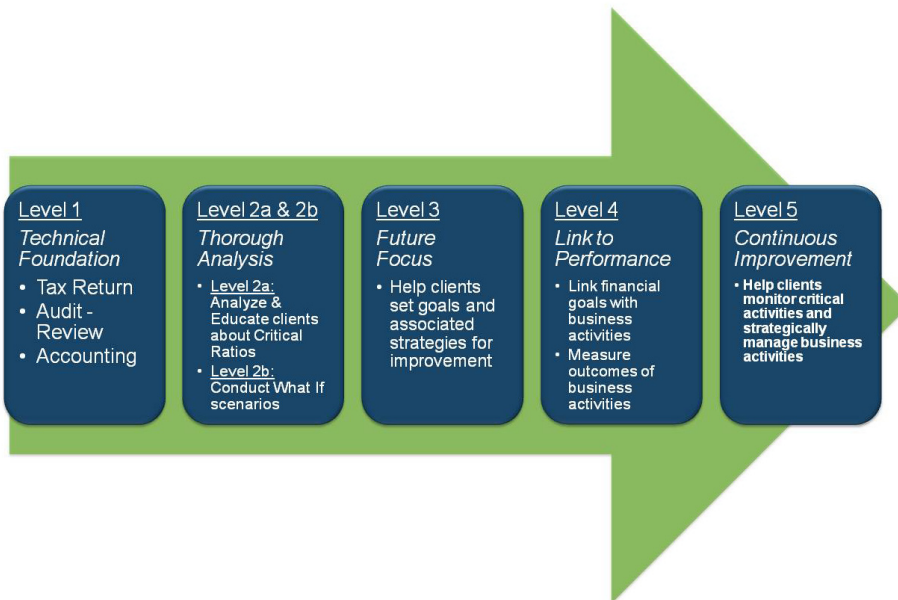 Level 1
Technical
Foundation
• Tax Return
• Audit -
Review
• Accounting
Level 2a & 2b
Thorough
Analysis
• Level 2a:
Analyze &
Educate clients
about Critical
Ratios
• Level 2b:
Conduct What If
scenarios
Level 3
Future
Focus
• Help clients
set goals and
associated
strategies for
improvement
Level 4
Link to
Performance
• Link financial
goals with
business
activities
• Measure
outcomes of
business
activities
Level 5
Continuous
Improvement
• Help clients
monitor critical
activities and
strategically
manage business
activities